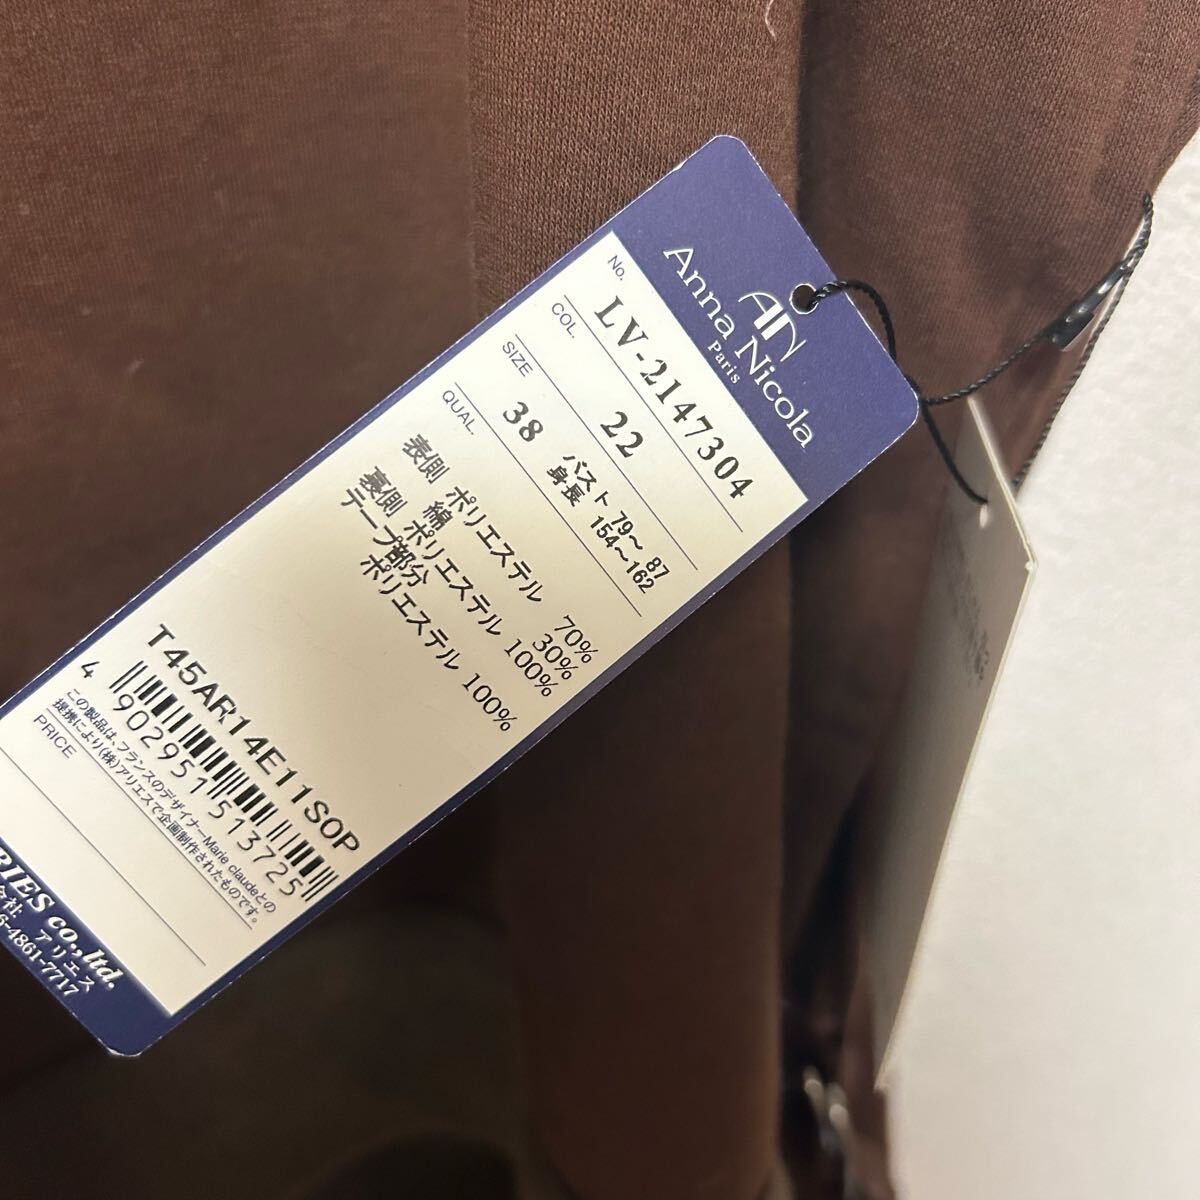 AN
Anna Nicola
Paris
No. LV-2147304
COL. 22
SIZE 38 バスト 79〜 87
身長 154〜162
QUAL.
表側 ポリエステル 70%
綿 30%
裏側 ポリエステル 100%
テープ部分
ポリエステル 100%
T45AR14E11SOP
4 902951 513725
この製品は、フランスのデザイナーMarie claudeとの
提携により(株)アリエスで企画制作されたものです。
PRICE
RIES co.,ltd.
会社 アリエス
6-4861-7717